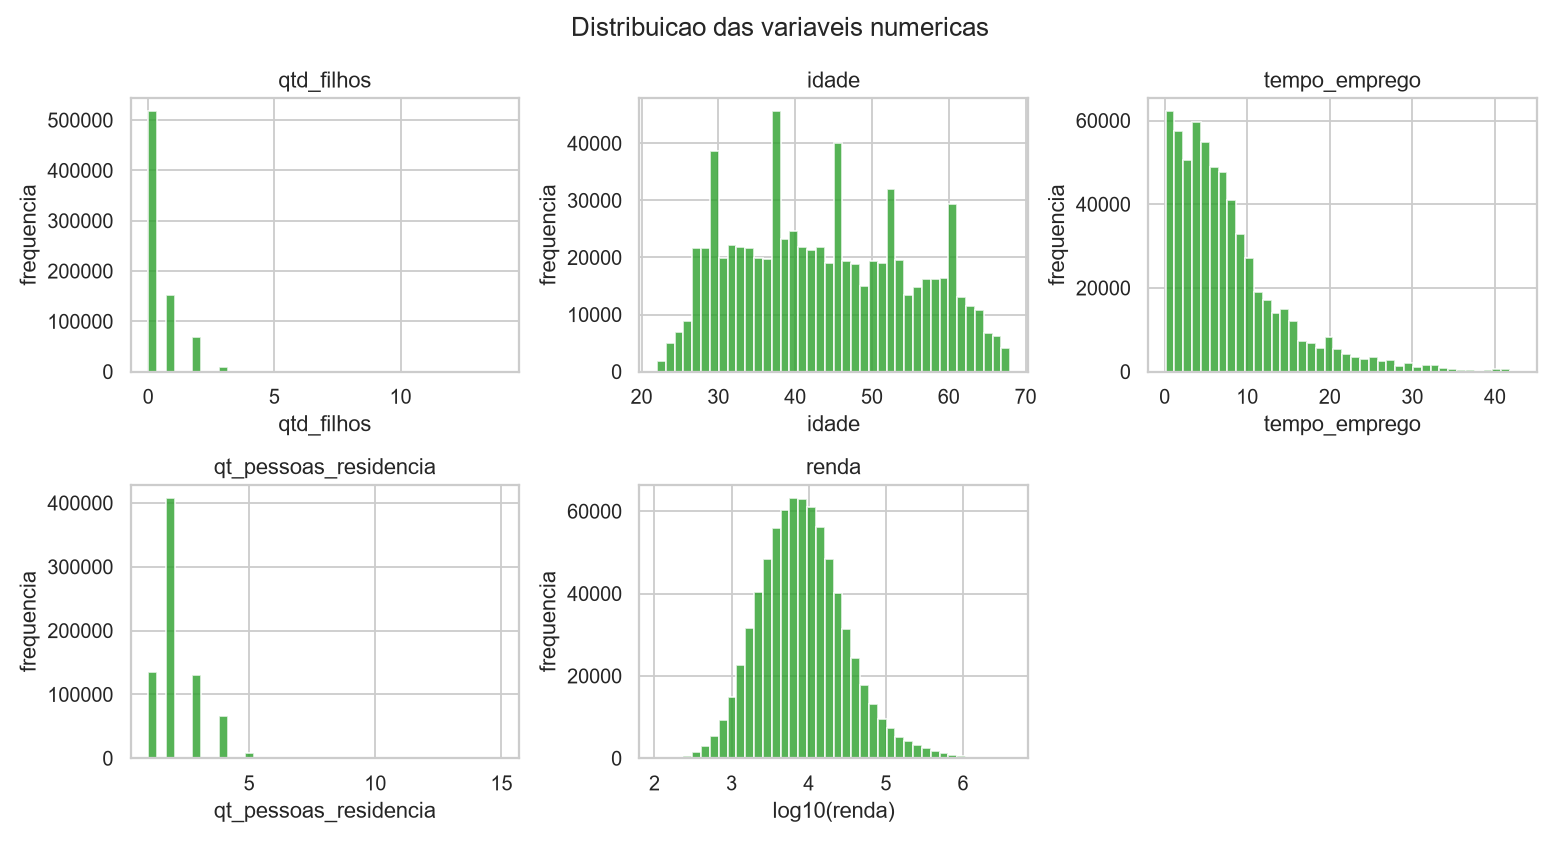 Distribuicao das variaveis numericas
qtd_filhos
frequencia
500000
400000
300000
200000
100000
0
0 5 10
qtd_filhos
idade
frequencia
40000
30000
20000
10000
0
20 30 40 50 60 70
idade
tempo_emprego
frequencia
60000
40000
20000
0
0 10 20 30 40
tempo_emprego
qt_pessoas_residencia
frequencia
400000
300000
200000
100000
0
5 10 15
qt_pessoas_residencia
renda
frequencia
60000
40000
20000
0
2 3 4 5 6
log10(renda)